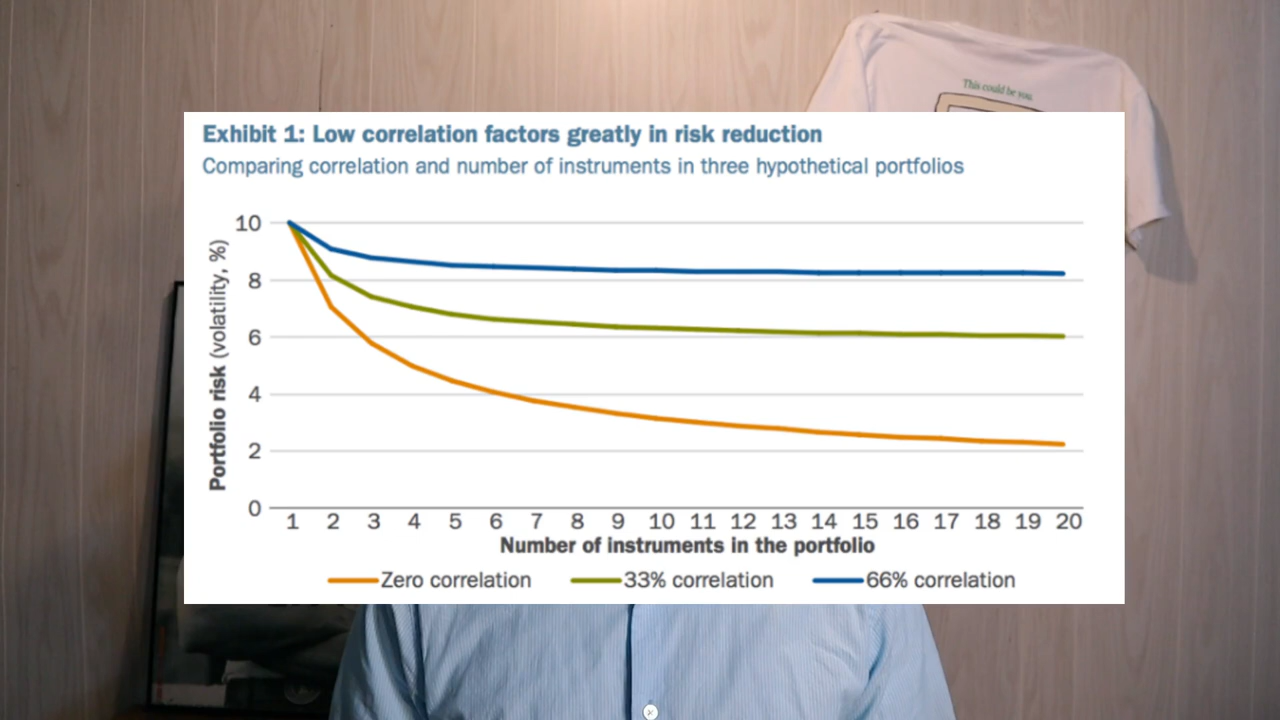 This could be you
Exhibit 1: Low correlation factors greatly in risk reduction
Comparing correlation and number of instruments in three hypothetical portfolios
Portfolio risk (volatility, %)
10
8
6
4
2
0
1 2 3 4 5 6 7 8 9 10 11 12 13 14 15 16 17 18 19 20
Number of instruments in the portfolio
Zero correlation 33% correlation 66% correlation